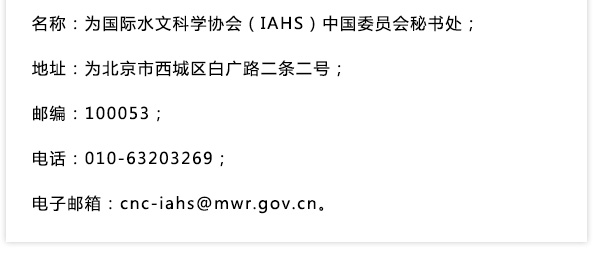 名称：为国际水文科学协会（IAHS）中国委员会秘书处；
地址：为北京市西城区白广路二条二号；
邮编：100053；
电话：010-63203269；
电子邮箱：cnc-iahs@mwr.gov.cn。